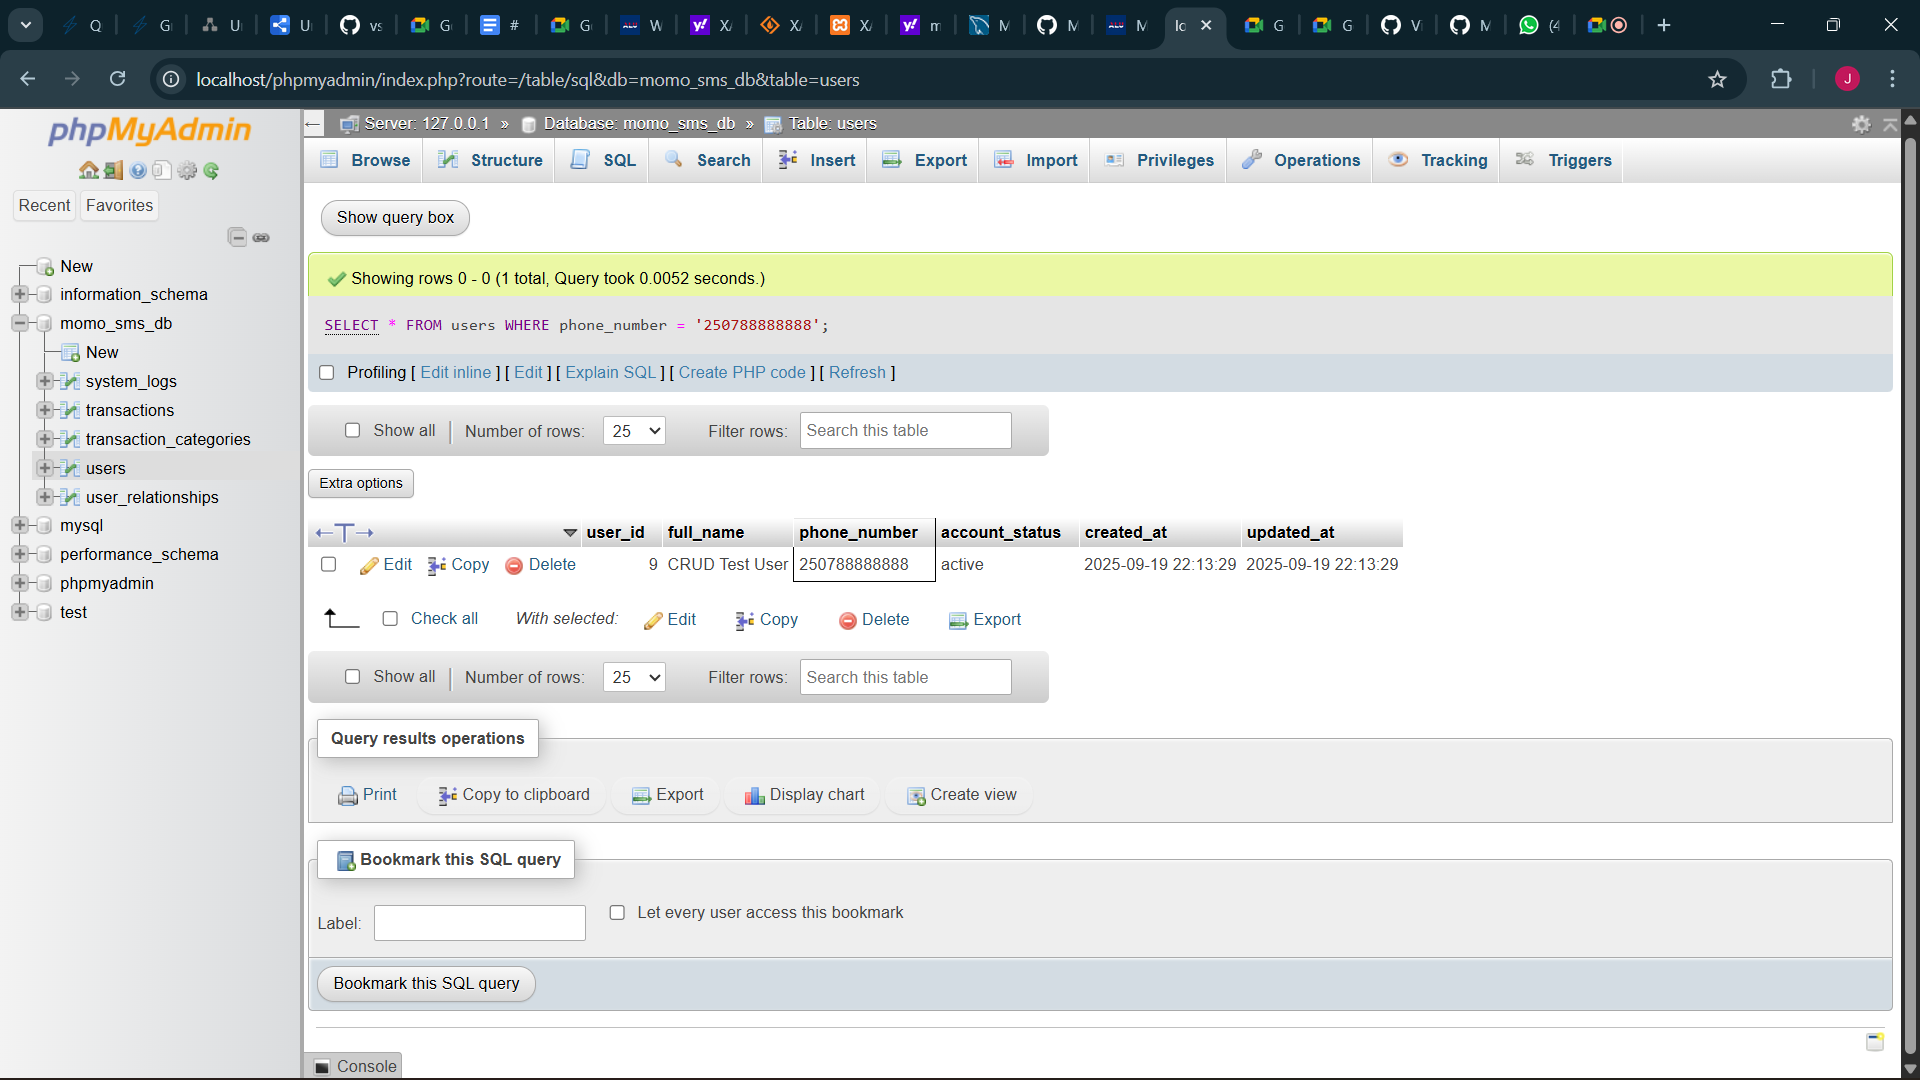 Q
G
U
U
vs
G
#
G
W
X
X
X
m
M
M
M
lo
G
G
V
M
(4
localhost/phpmyadmin/index.php?route=/table/sql&db=momo_sms_db&table=users
J
phpMyAdmin
Recent
Favorites
New
information_schema
momo_sms_db
New
system_logs
transactions
transaction_categories
users
user_relationships
mysql
performance_schema
phpmyadmin
test
Server: 127.0.0.1 » Database: momo_sms_db » Table: users
Browse Structure SQL Search Insert Export Import Privileges Operations Tracking Triggers
Show query box
Showing rows 0 - 0 (1 total, Query took 0.0052 seconds.)
SELECT * FROM users WHERE phone_number = '250788888888';
Profiling [ Edit inline ] [ Edit ] [ Explain SQL ] [ Create PHP code ] [ Refresh ]
Show all Number of rows: 25 Filter rows: Search this table
Extra options
user_id full_name phone_number account_status created_at updated_at
Edit Copy Delete 9 CRUD Test User 250788888888 active 2025-09-19 22:13:29 2025-09-19 22:13:29
Check all With selected: Edit Copy Delete Export
Show all Number of rows: 25 Filter rows: Search this table
Query results operations
Print Copy to clipboard Export Display chart Create view
Bookmark this SQL query
Label: Let every user access this bookmark
Bookmark this SQL query
Console